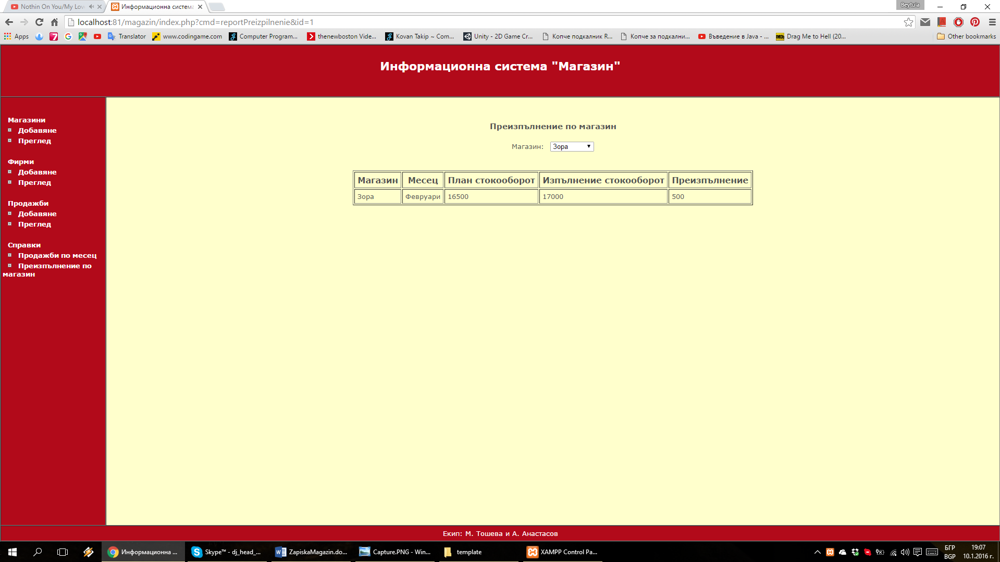 Nothin On You/My Lov
Информационна система
Beytula
localhost:81/magazin/index.php?cmd=reportPreizpilnenie&id=1
Apps
Translator
www.codingame.com
Computer Program...
thenewboston Vide...
Kovan Takip ~ Com...
Unity - 2D Game Cr...
Копче подкалник R...
Копче за подкални...
Въведение в Java - ...
Drag Me to Hell (20...
Other bookmarks
Информационна система "Магазин"
Магазини
Добавяне
Преглед
Фирми
Добавяне
Преглед
Продажби
Добавяне
Преглед
Справки
Продажби по месец
Преизпълнение по
магазин
Преизпълнение по магазин
Магазин: Зора
Магазин Месец План стокооборот Изпълнение стокооборот Преизпълнение
Зора Февруари 16500 17000 500
Екип: М. Тошева и А. Анастасов
Информационна ...
Skype™ - dj_head_...
ZapiskaMagazin.do...
Capture.PNG - Win...
template
XAMPP Control Pa...
БГР
BGP
19:07
10.1.2016 г.